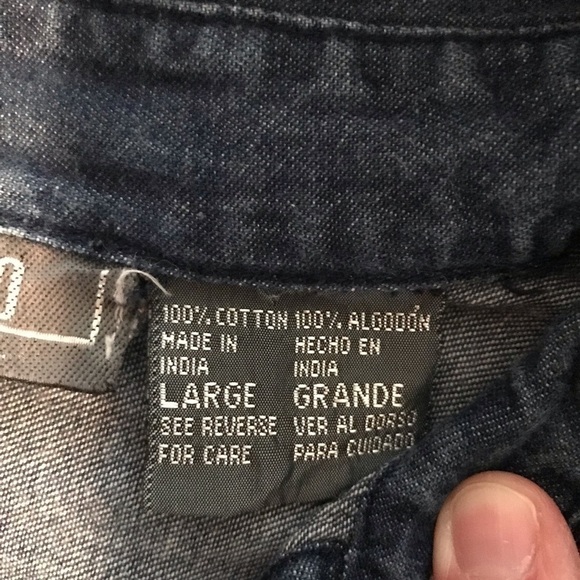 100% COTTON
MADE IN
INDIA
LARGE
SEE REVERSE
FOR CARE
100% ALGODÓN
HECHO EN
INDIA
GRANDE
VER AL DORSO
PARA CUIDADO